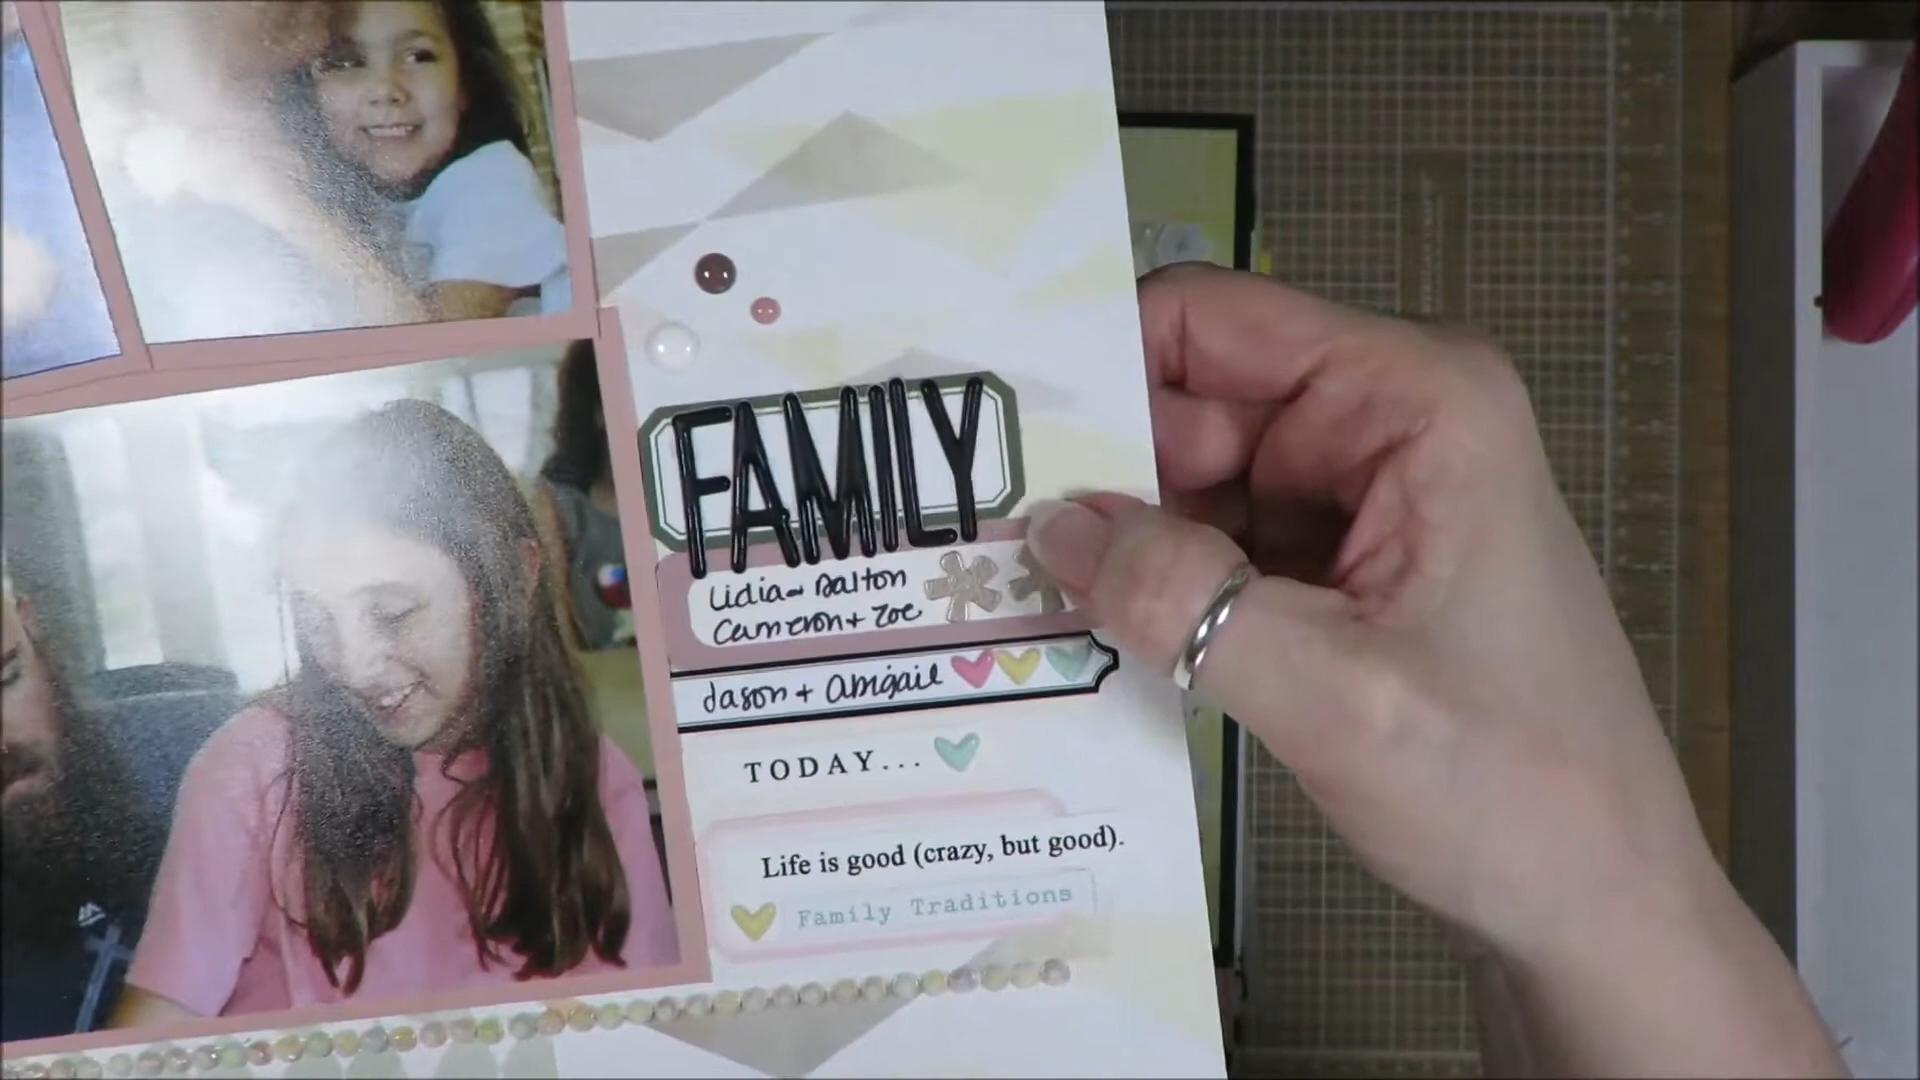 FAMILY
Lidia + Dalton
Cameron + Zoe
Jason + Abigail
TODAY...
Life is good (crazy, but good).
Family Traditions